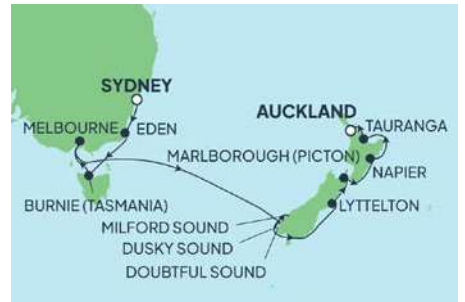 SYDNEY
MELBOURNE
EDEN
AUCKLAND
TAURANGA
MARLBOROUGH (PICTON)
NAPIER
BURNIE (TASMANIA)
LYTTELTON
MILFORD SOUND
DUSKY SOUND
DOUBTFUL SOUND